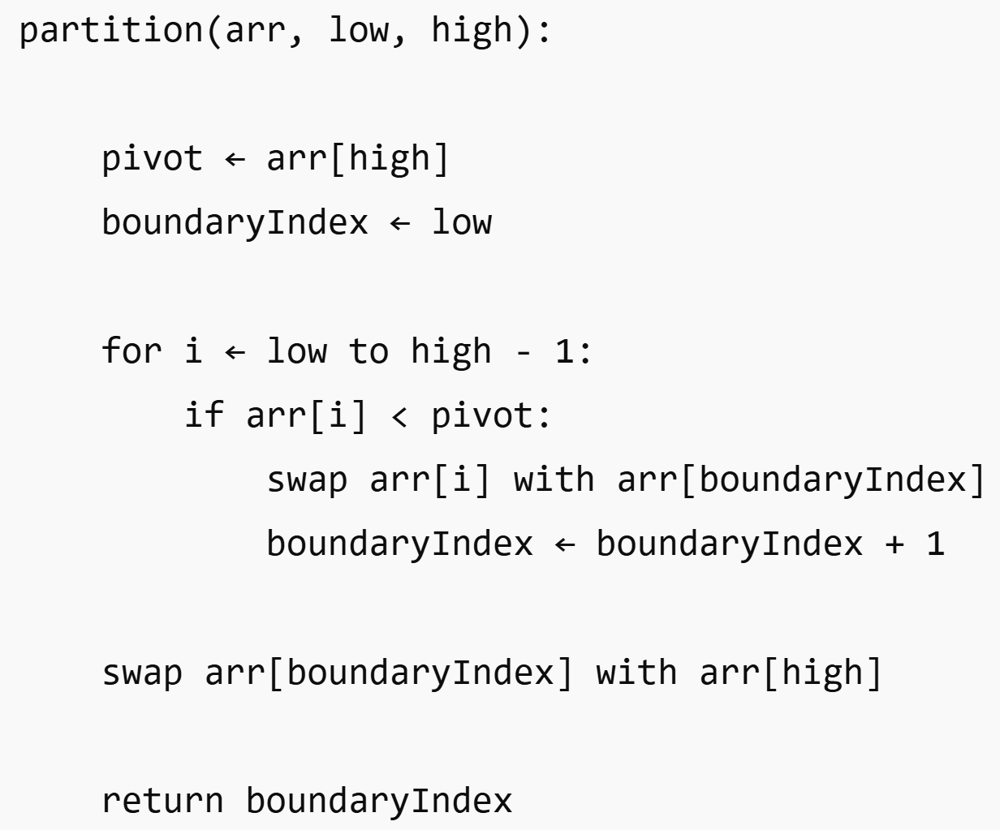 partition(arr, low, high):
    pivot ← arr[high]
    boundaryIndex ← low
    for i ← low to high - 1:
        if arr[i] < pivot:
            swap arr[i] with arr[boundaryIndex]
            boundaryIndex ← boundaryIndex + 1
    swap arr[boundaryIndex] with arr[high]
    return boundaryIndex